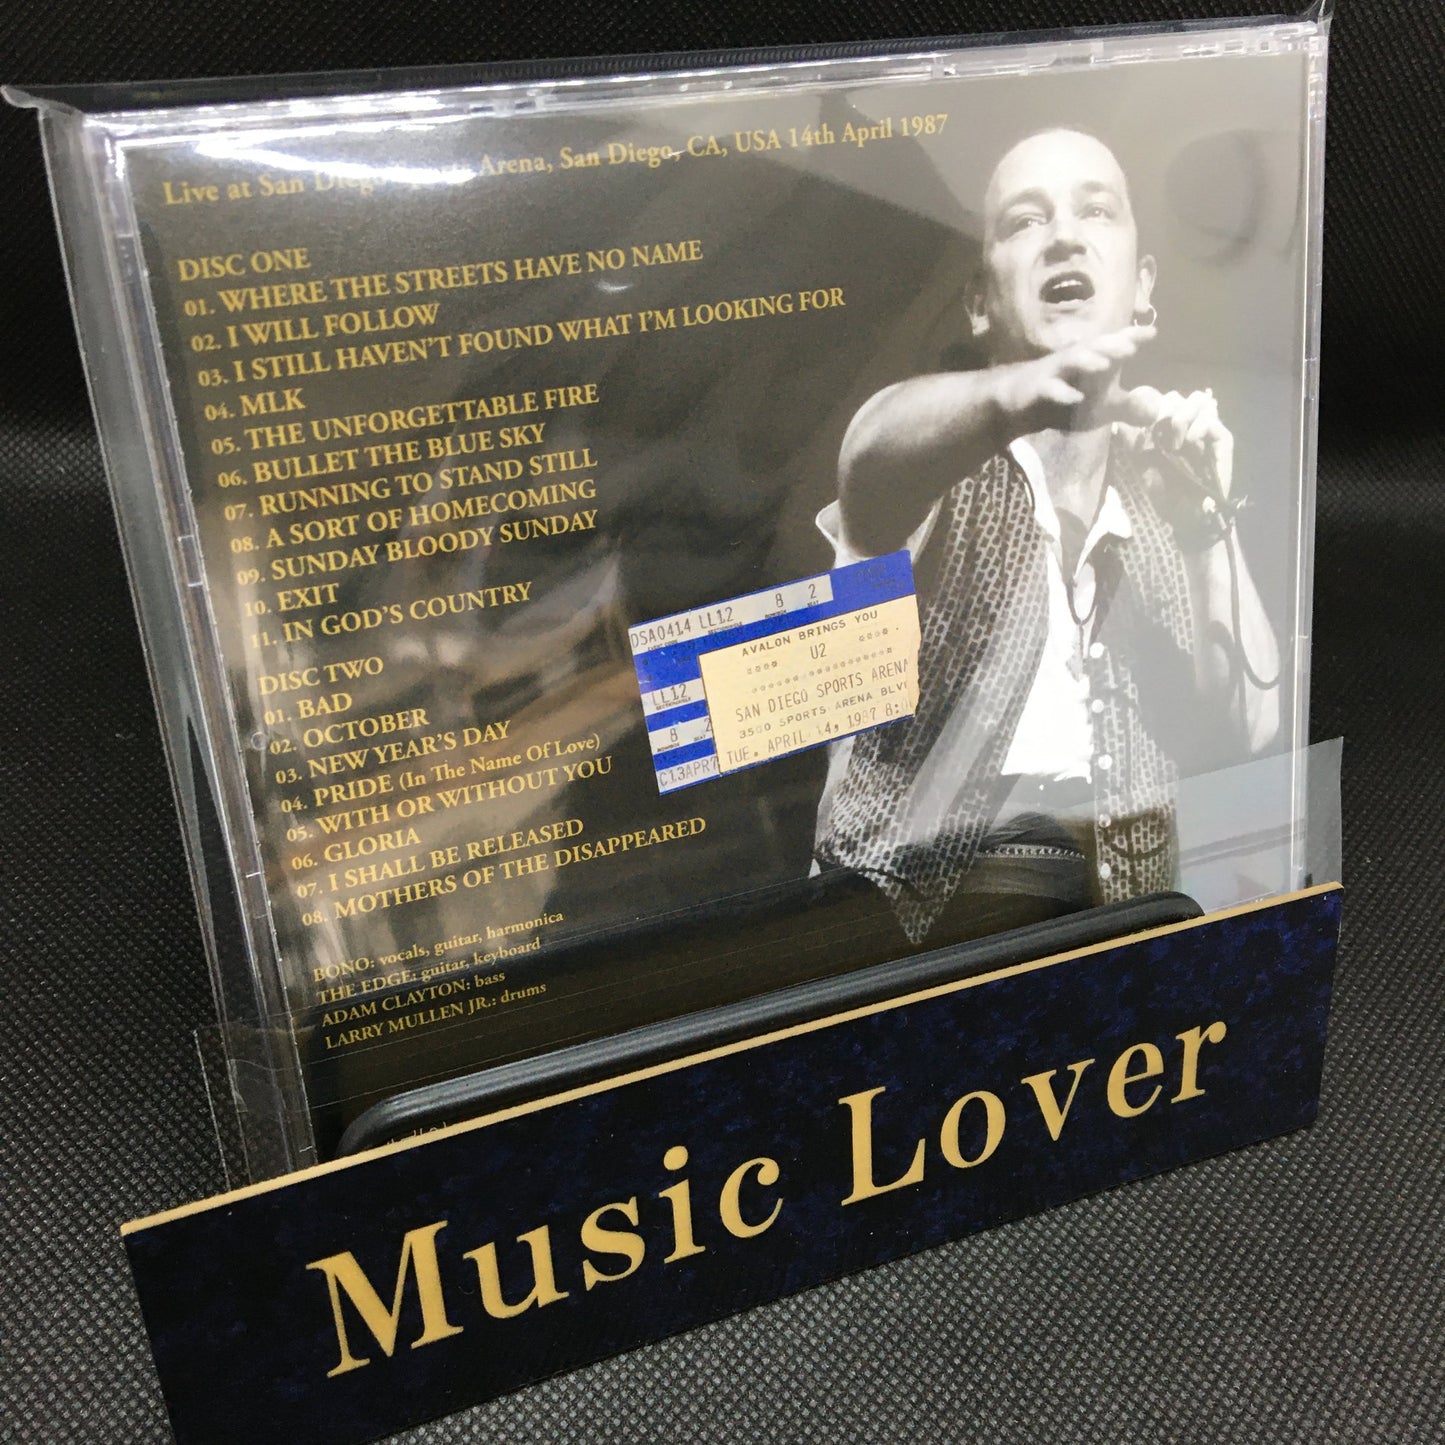 Live at San Diego Sports Arena, San Diego, CA, USA 14th April 1987
DISC ONE
01. WHERE THE STREETS HAVE NO NAME
02. I WILL FOLLOW
03. I STILL HAVEN'T FOUND WHAT I'M LOOKING FOR
04. MLK
05. THE UNFORGETTABLE FIRE
06. BULLET THE BLUE SKY
07. RUNNING TO STAND STILL
08. A SORT OF HOMECOMING
09. SUNDAY BLOODY SUNDAY
10. EXIT
11. IN GOD'S COUNTRY
DISC TWO
01. BAD
02. OCTOBER
03. NEW YEAR'S DAY
04. PRIDE (In The Name Of Love)
05. WITH OR WITHOUT YOU
06. GLORIA
07. I SHALL BE RELEASED
08. MOTHERS OF THE DISAPPEARED
BONO: vocals, guitar, harmonica
THE EDGE: guitar, keyboard
ADAM CLAYTON: bass
LARRY MULLEN JR.: drums
DSA0414 LL12 8 2
AVALON BRINGS YOU
U2
SAN DIEGO SPORTS ARENA
3500 SPORTS ARENA BLV
TUE. APRIL 14, 1987 8:0
LL12
8 2
C13APR7
Music Lover